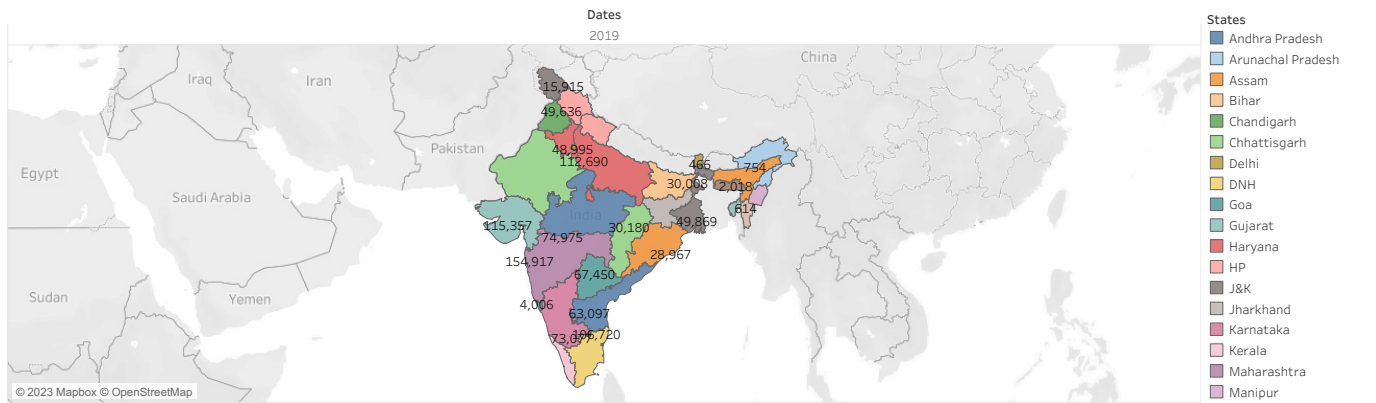 Dates
2019
States
Andhra Pradesh
Arunachal Pradesh
Assam
Bihar
Chandigarh
Chhattisgarh
Delhi
DNH
Goa
Gujarat
Haryana
HP
J&K
Jharkhand
Karnataka
Kerala
Maharashtra
Manipur
China
Iraq
Iran
Pakistan
Egypt
Saudi Arabia
Sudan
Yemen
India
15,915
49,636
48,995
112,690
466
754
30,008
2,018
614
115,357
30,180
49,869
74,975
28,967
154,917
67,450
4,006
63,097
© 2023 Mapbox © OpenStreetMap